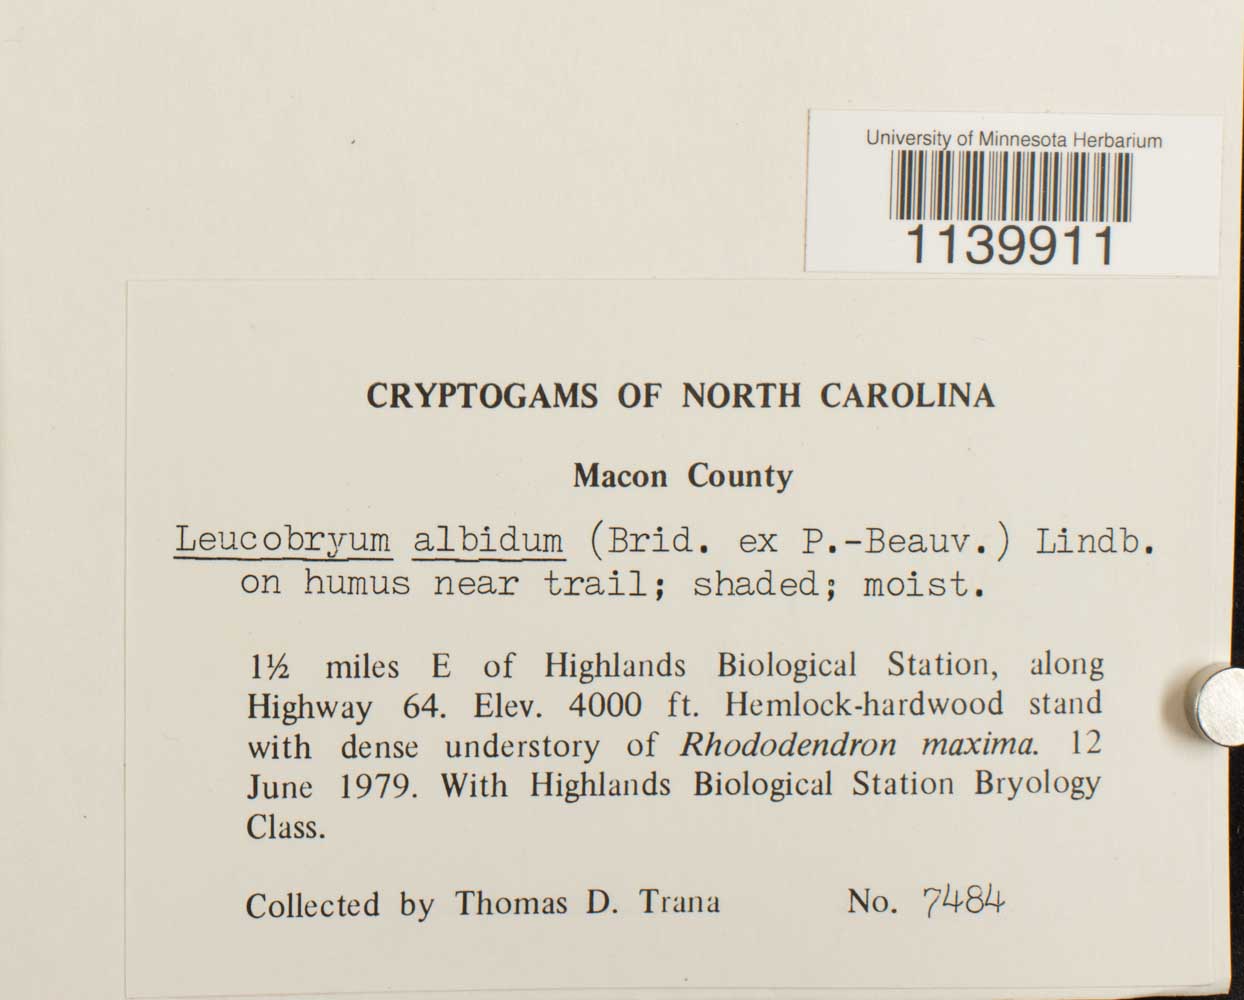 University of Minnesota Herbarium
1139911
CRYPTOGAMS OF NORTH CAROLINA
Macon County
Leucobryum albidum (Brid. ex P.-Beauv.) Lindb.
on humus near trail; shaded; moist.
1½ miles E of Highlands Biological Station, along
Highway 64. Elev. 4000 ft. Hemlock-hardwood stand
with dense understory of Rhododendron maxima. 12
June 1979. With Highlands Biological Station Bryology
Class.
Collected by Thomas D. Trana No. 7484